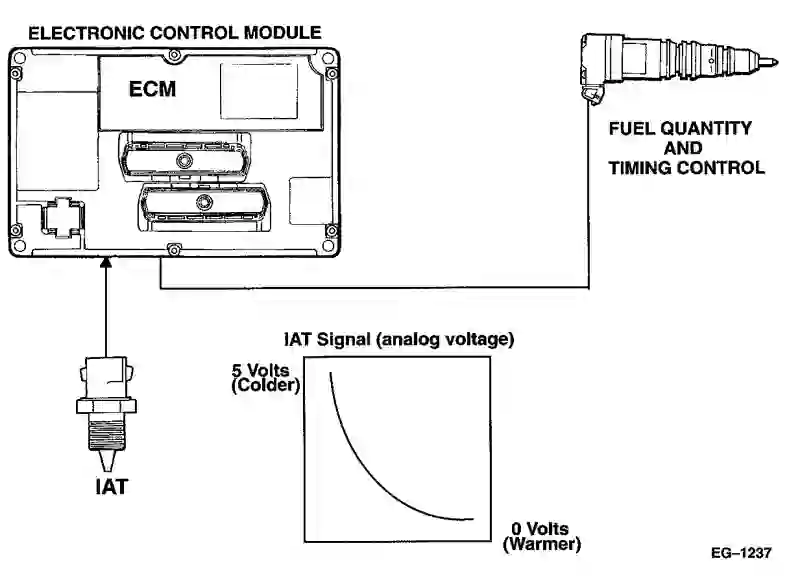 ELECTRONIC CONTROL MODULE
ECM
FUEL QUANTITY
AND
TIMING CONTROL
IAT Signal (analog voltage)
5 Volts
(Colder)
IAT
0 Volts
(Warmer)
EG–1237